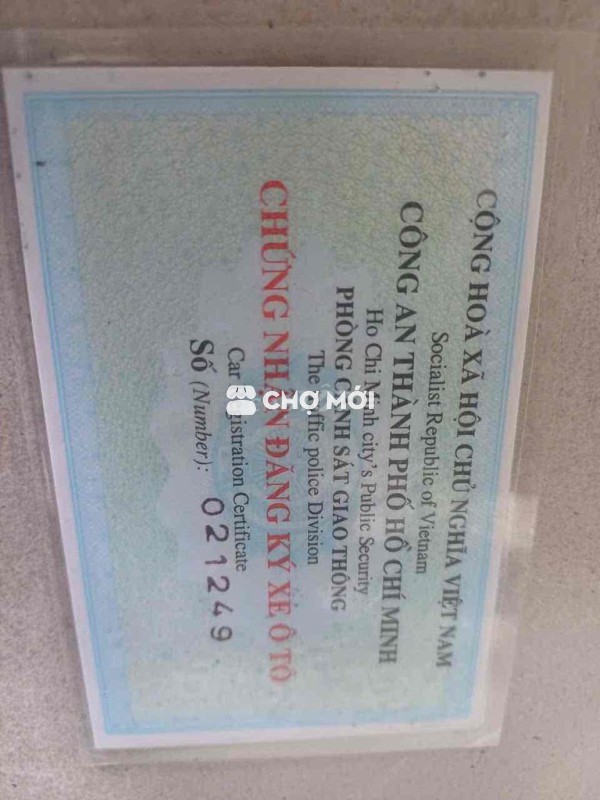 CỘNG HOÀ XÃ HỘI CHỦ NGHĨA VIỆT NAM
Socialist Republic of Vietnam
CÔNG AN THÀNH PHỐ HỒ CHÍ MINH
Ho Chi Minh city's Public Security
PHÒNG CẢNH SÁT GIAO THÔNG
The traffic police Division
CHỨNG NHẬN ĐĂNG KÝ XE Ô TÔ
Car Registration Certificate
Số (Number): 021249
CHỢ MỚI